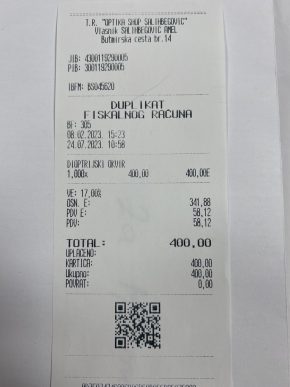 T.R. "OPTIKA SHOP SALIHBEGOVIĆ"
Vlasnik SALIHBEGOVIĆ AMEL
Butmirska cesta br.14
JIB: 4300119290005
PIB: 300119290005
IBFM: BS045620
DUPLIKAT
FISKALNOG RAČUNA
BF: 305
08.02.2023. 15:23
24.07.2023. 10:58
DIOPTRIJSKI OKVIR
1,000x 400,00 400,00E
VE: 17,00%
OSN. E: 341,88
PDV E: 58,12
PDV: 58,12
TOTAL: 400,00
UPLAĆENO:
KARTICA: 400,00
Ukupno: 400,00
POVRAT: 0,00